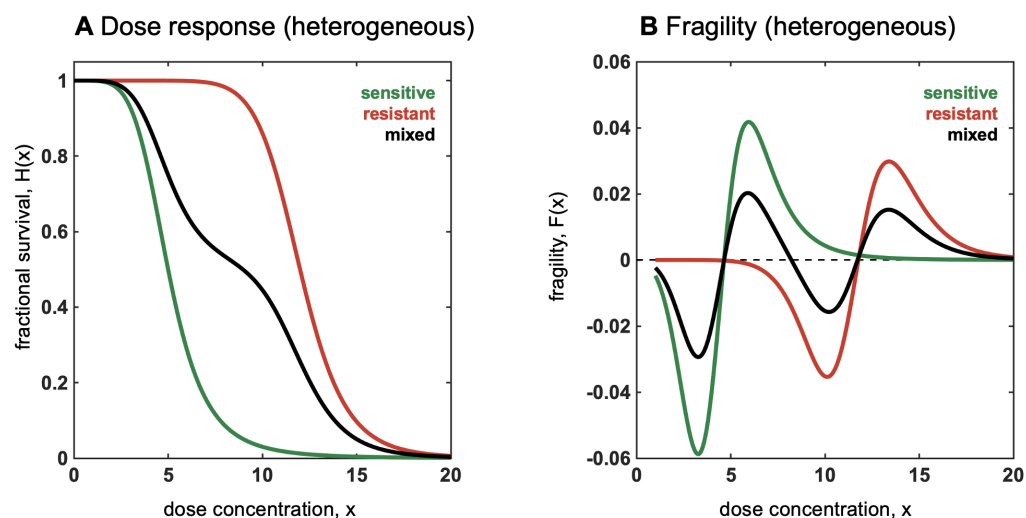 A Dose response (heterogeneous)
fractional survival, H(x)
1
0.8
0.6
0.4
0.2
0
sensitive
resistant
mixed
0 5 10 15 20
dose concentration, x
B Fragility (heterogeneous)
fragility, F(x)
0.06
0.04
0.02
0
-0.02
-0.04
-0.06
sensitive
resistant
mixed
0 5 10 15 20
dose concentration, x